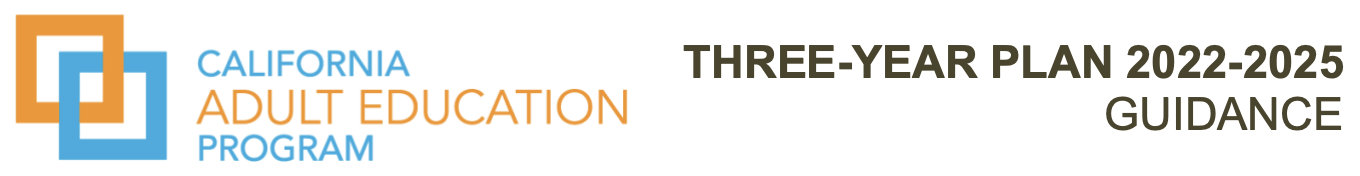 CALIFORNIA
ADULT EDUCATION
PROGRAM
THREE-YEAR PLAN 2022-2025
GUIDANCE